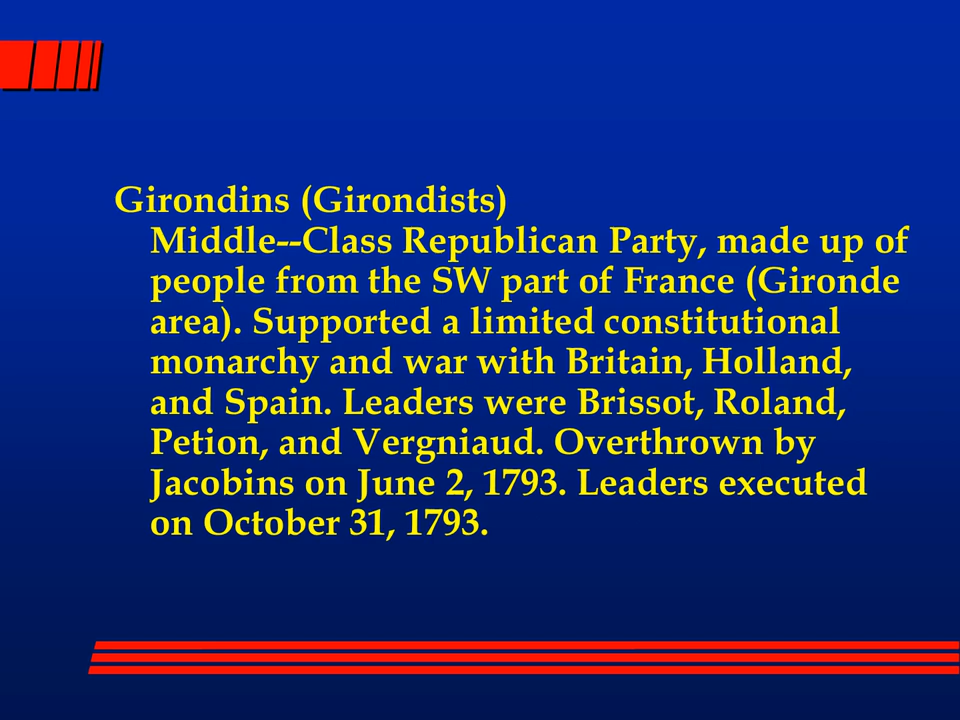 Girondins (Girondists)
Middle--Class Republican Party, made up of
people from the SW part of France (Gironde
area). Supported a limited constitutional
monarchy and war with Britain, Holland,
and Spain. Leaders were Brissot, Roland,
Petion, and Vergniaud. Overthrown by
Jacobins on June 2, 1793. Leaders executed
on October 31, 1793.